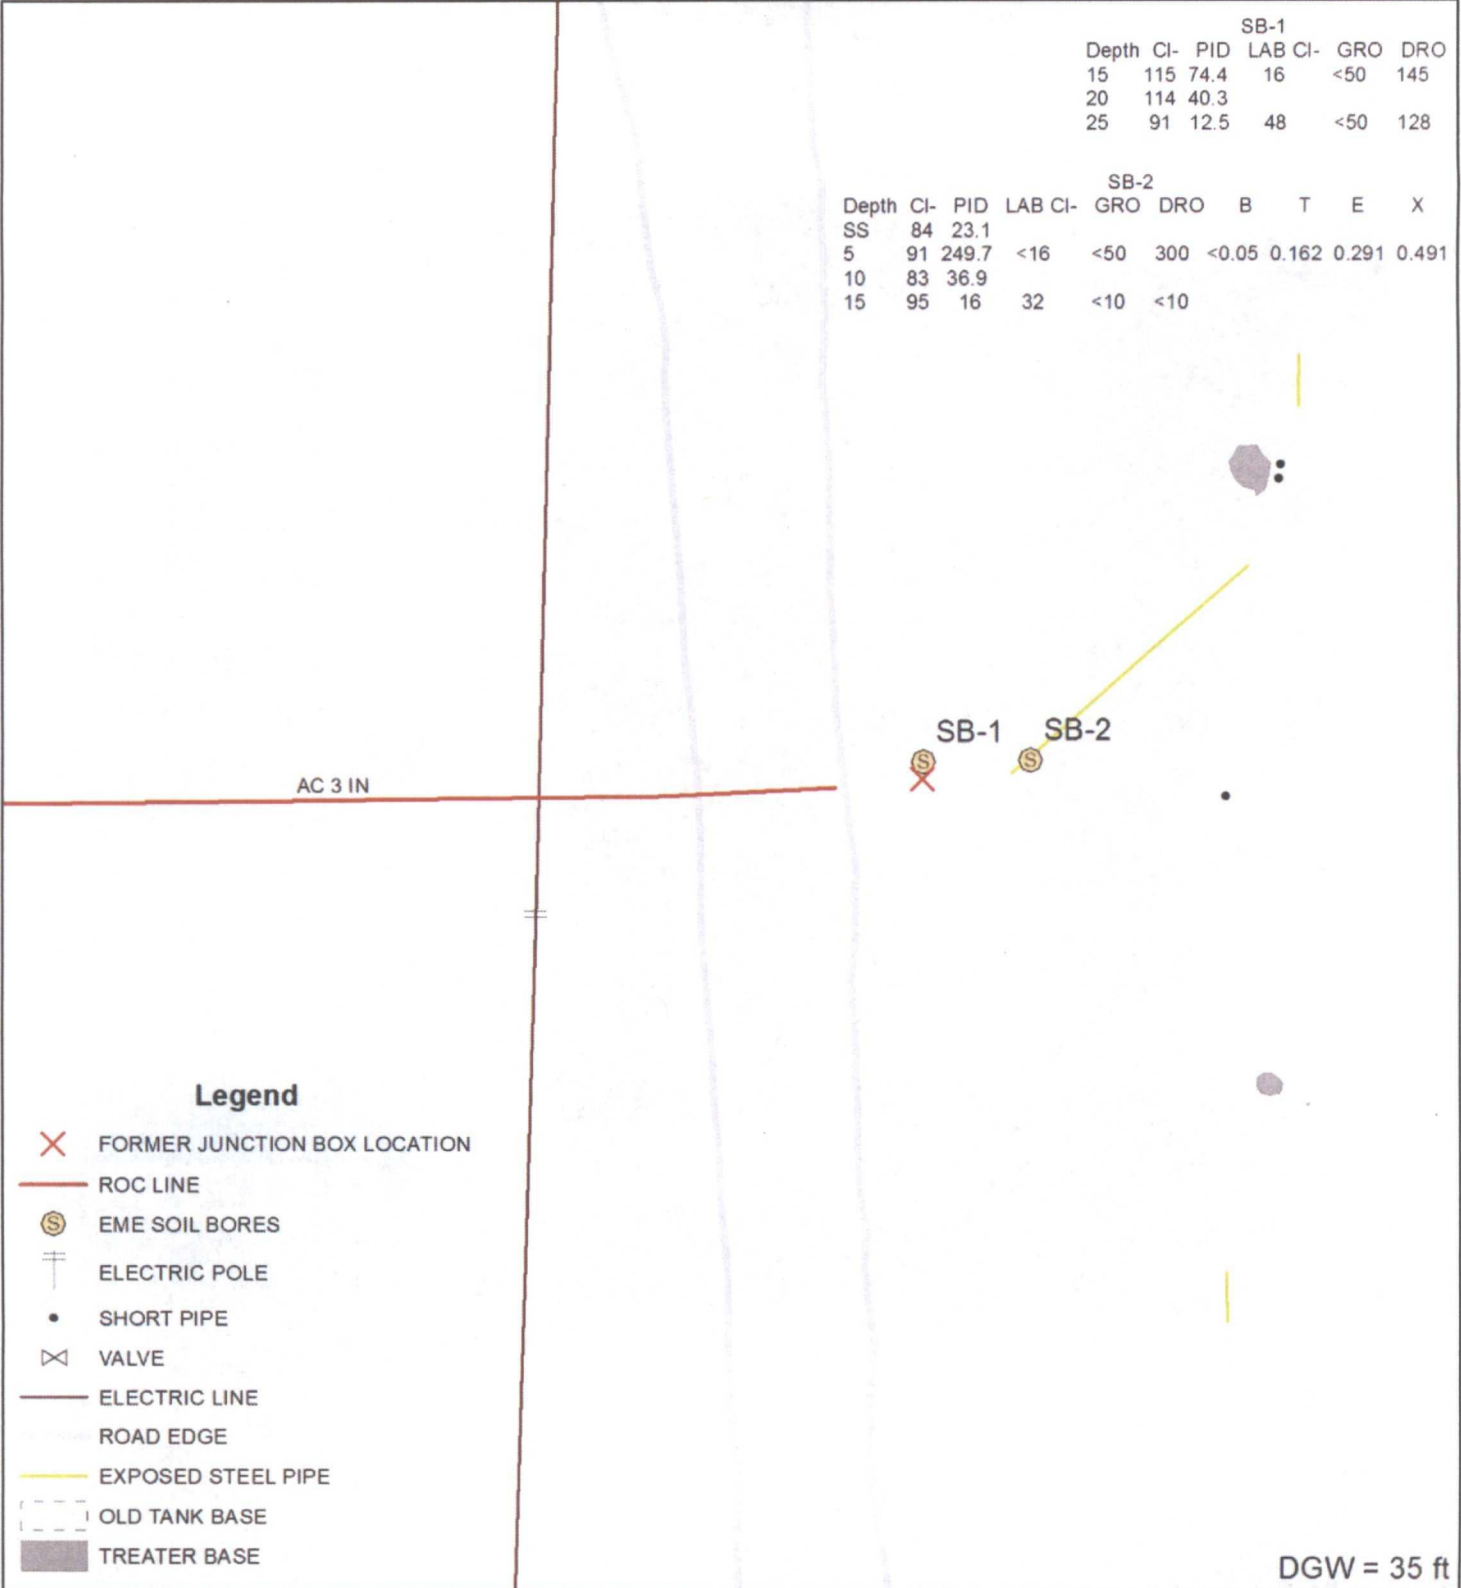 SB-1
Depth Cl- PID LAB Cl- GRO DRO
15 115 74.4 16 <50 145
20 114 40.3
25 91 12.5 48 <50 128
SB-2
Depth Cl- PID LAB Cl- GRO DRO B T E X
SS 84 23.1
5 91 249.7 <16 <50 300 <0.05 0.162 0.291 0.491
10 83 36.9
15 95 16 32 <10 <10
SB-1 SB-2
S S
AC 3 IN
Legend
FORMER JUNCTION BOX LOCATION
ROC LINE
S EME SOIL BORES
ELECTRIC POLE
SHORT PIPE
VALVE
ELECTRIC LINE
ROAD EDGE
EXPOSED STEEL PIPE
OLD TANK BASE
TREATER BASE
DGW = 35 ft